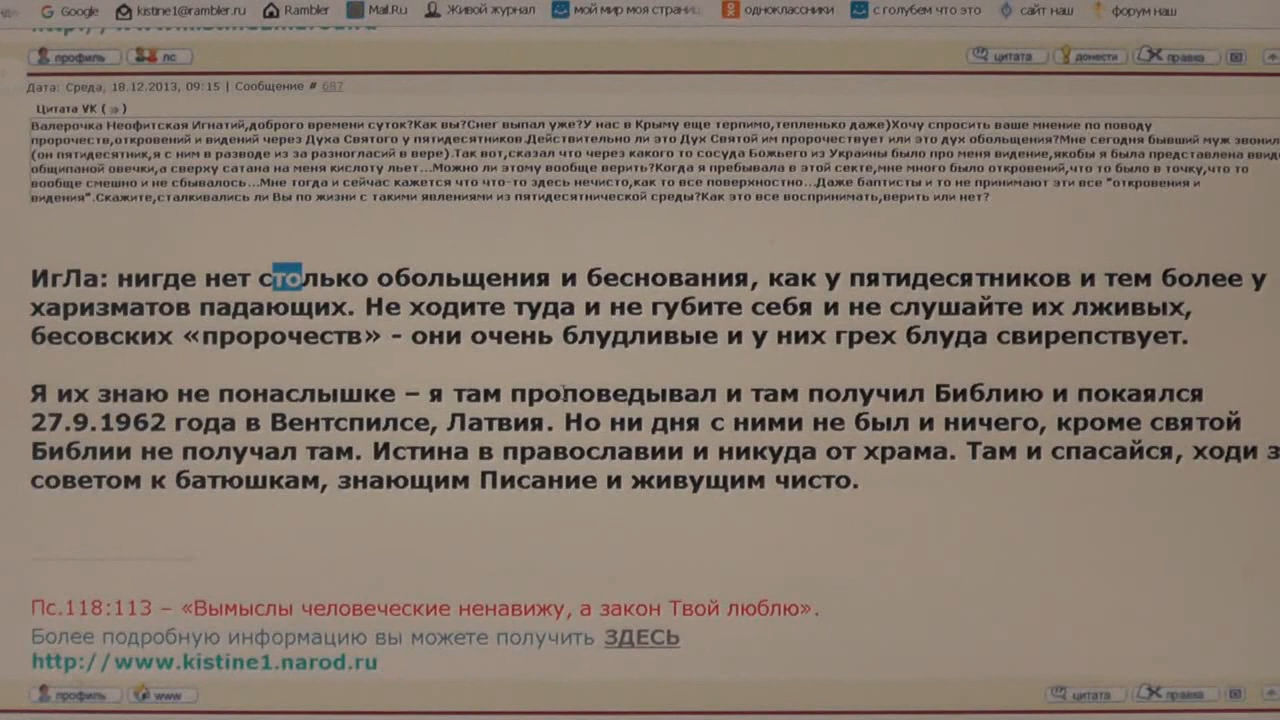 Google kistine1@rambler.ru Rambler Mail.Ru Живой журнал мой мир моя страниц одноклассники с голубем что это сайт наш форум наш
профиль лс цитата донести правка
Дата: Среда, 18.12.2013, 09:15 | Сообщение # 687
Цитата VK ( )
Валерочка Неофитская Игнатий,доброго времени суток?Как вы?Снег выпал уже?У нас в Крыму еще терпимо,тепленько даже)Хочу спросить ваше мнение по поводу
пророчеств,откровений и видений через Духа Святого у пятидесятников.Действительно ли это Дух Святой им пророчествует или это дух обольщения?Мне сегодня бывший муж звонил
(он пятидесятник,я с ним в разводе из за разногласий в вере).Так вот,сказал что через какого то сосуда Божьего из Украины было про меня видение,якобы я была представлена ввиде
общипаной овечки,а сверху сатана на меня кислоту льет...Можно ли этому вообще верить?Когда я пребывала в этой секте,мне много было откровений,что то было в точку,что то
вообще смешно и не сбывалось...Мне тогда и сейчас кажется что что-то здесь нечисто,как то все поверхностно...Даже баптисты и то не принимают эти все "откровения и
видения".Скажите,сталкивались ли Вы по жизни с такими явлениями из пятидесятнической среды?Как это все воспринимать,верить или нет?
ИгЛа: нигде нет столько обольщения и беснования, как у пятидесятников и тем более у
харизматов падающих. Не ходите туда и не губите себя и не слушайте их лживых,
бесовских «пророчеств» - они очень блудливые и у них грех блуда свирепствует.
Я их знаю не понаслышке – я там проповедывал и там получил Библию и покаялся
27.9.1962 года в Вентспилсе, Латвия. Но ни дня с ними не был и ничего, кроме святой
Библии не получал там. Истина в православии и никуда от храма. Там и спасайся, ходи з
советом к батюшкам, знающим Писание и живущим чисто.
Пс.118:113 – «Вымыслы человеческие ненавижу, а закон Твой люблю».
Более подробную информацию вы можете получить ЗДЕСЬ
http://www.kistine1.narod.ru
профиль www цитата правка